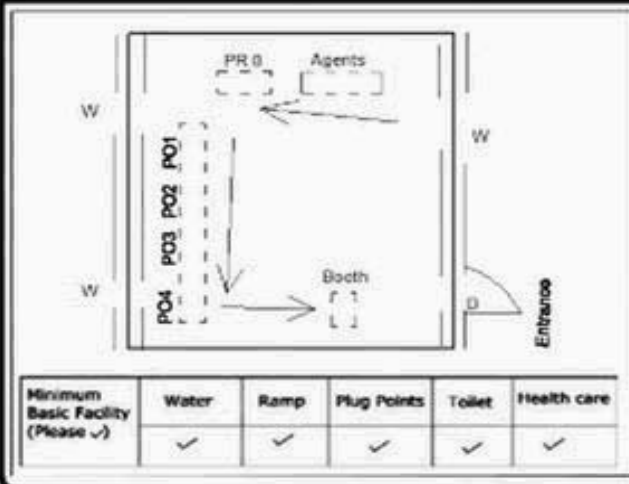 PR 0 Agents
W
W
PO1
PO2
PO3
PO4
W
Booth
D
Entrance
Minimum Basic Facility (Please ✓) Water Ramp Plug Points Toilet Health care
✓ ✓ ✓ ✓ ✓